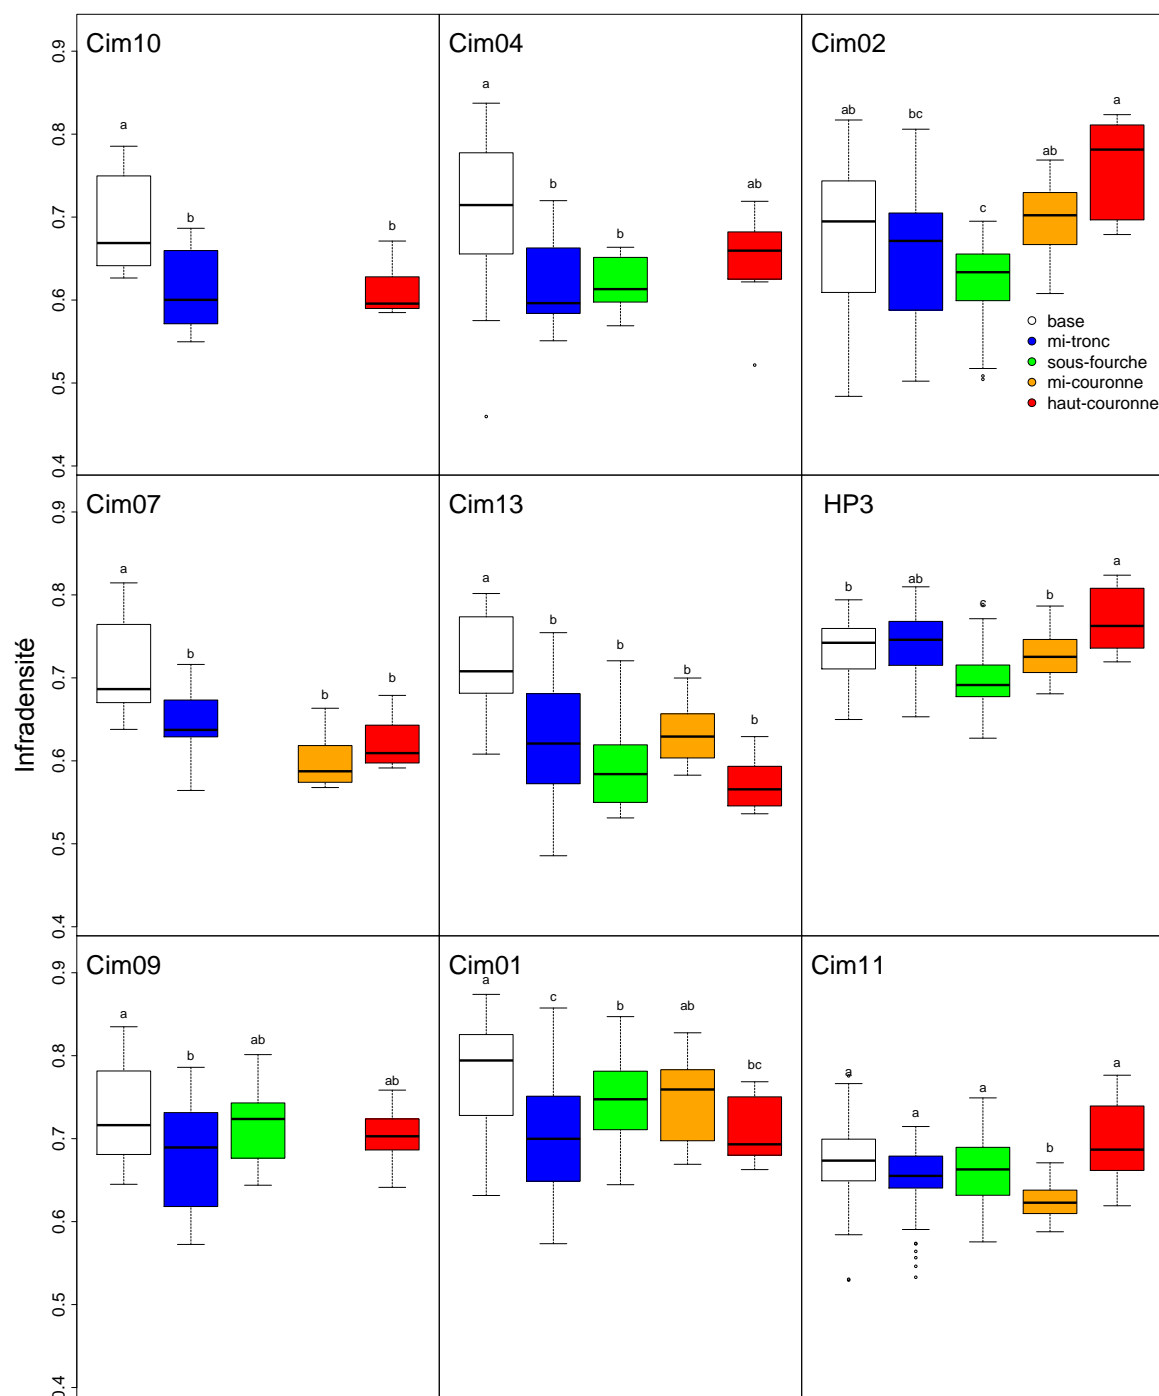 Infradensité
Cim10
0.4 0.5 0.6 0.7 0.8 0.9
a b b
Cim04
a b b ab
Cim02
ab bc c ab a
base
mi-tronc
sous-fourche
mi-couronne
haut-couronne
Cim07
0.4 0.5 0.6 0.7 0.8 0.9
a b b b
Cim13
a b b b b
HP3
b ab c b a
Cim09
0.4 0.5 0.6 0.7 0.8 0.9
a b ab ab
Cim01
a c b ab bc
Cim11
a a a b a